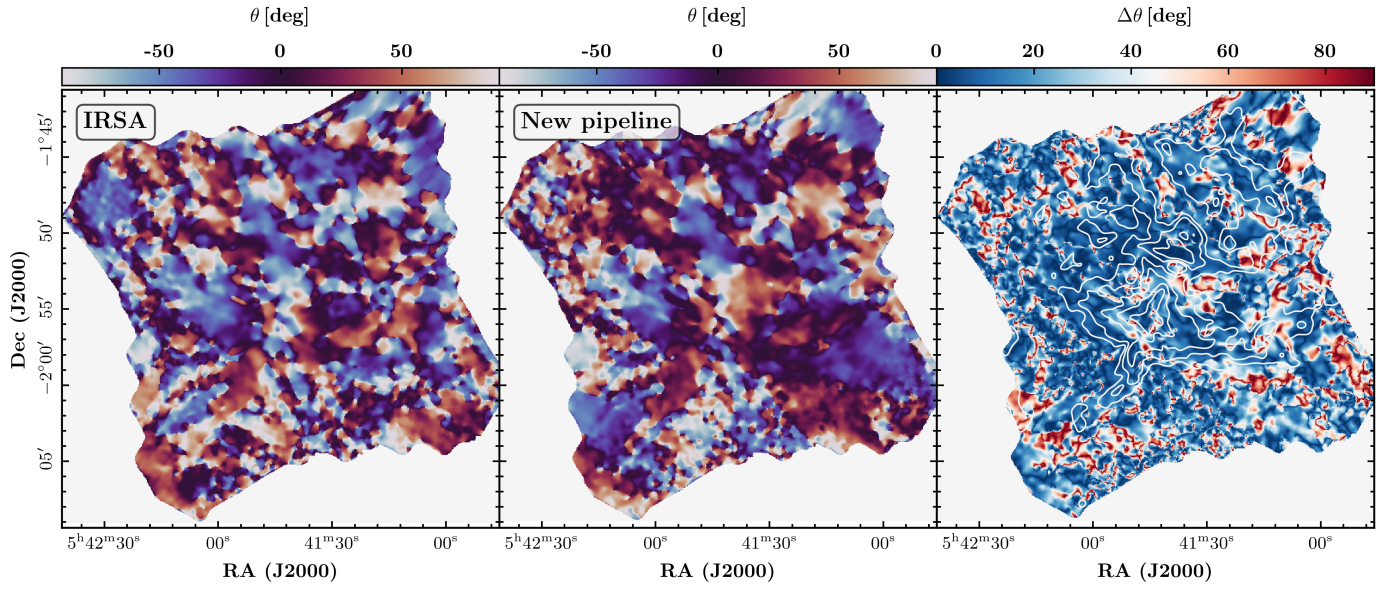 θ [deg] θ [deg] Δθ [deg]
-50 0 50 -50 0 50 0 20 40 60 80
IRSA New pipeline
−1°45′
50′
55′
−2°00′
05′
Dec (J2000)
5ʰ42ᵐ30ˢ 00ˢ 41ᵐ30ˢ 00ˢ 5ʰ42ᵐ30ˢ 00ˢ 41ᵐ30ˢ 00ˢ 5ʰ42ᵐ30ˢ 00ˢ 41ᵐ30ˢ 00ˢ
RA (J2000) RA (J2000) RA (J2000)